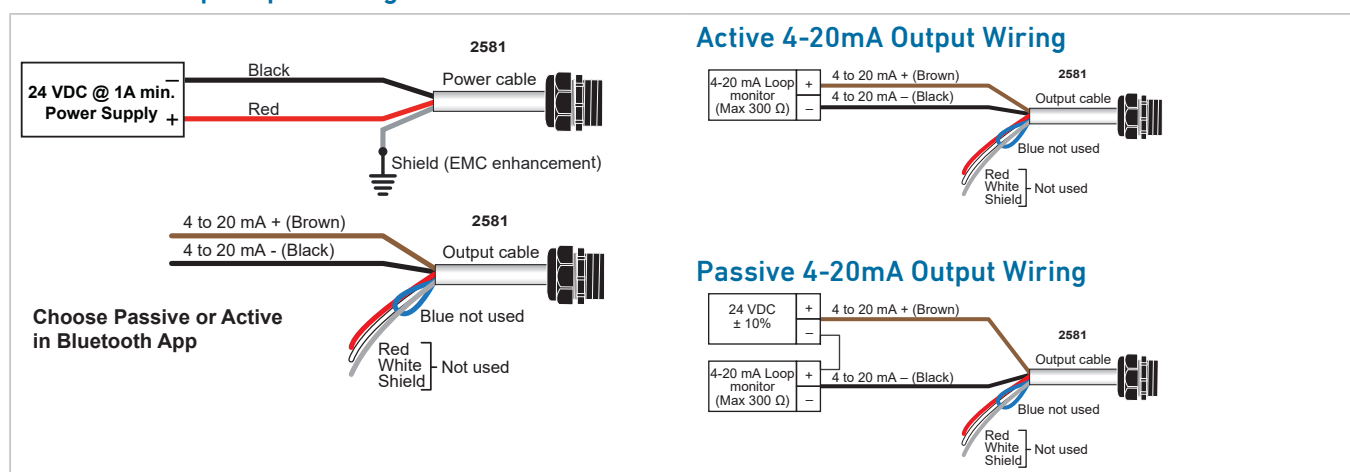 2581
Black
Power cable
24 VDC @ 1A min.
Power Supply
–
+
Red
Shield (EMC enhancement)
4 to 20 mA + (Brown)
2581
4 to 20 mA - (Black)
Output cable
Choose Passive or Active
in Bluetooth App
Blue not used
Red
White
Shield
Not used
Active 4-20mA Output Wiring
4-20 mA Loop
monitor
(Max 300 Ω)
+
–
4 to 20 mA + (Brown)
4 to 20 mA – (Black)
2581
Output cable
Blue not used
Red
White
Shield
Not used
Passive 4-20mA Output Wiring
24 VDC
± 10%
+
–
4 to 20 mA + (Brown)
2581
Output cable
4-20 mA Loop
monitor
(Max 300 Ω)
+
–
4 to 20 mA – (Black)
Blue not used
Red
White
Shield
Not used